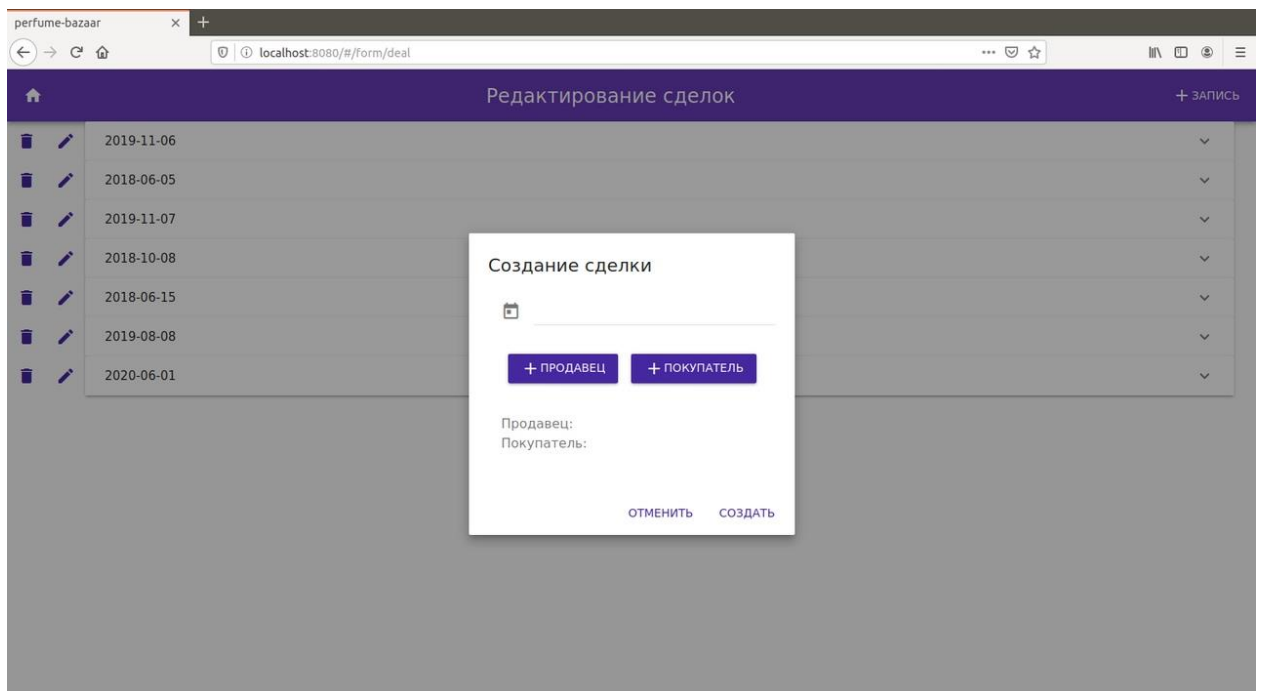 perfume-bazaar
localhost:8080/#/form/deal
Редактирование сделок
ЗАПИСЬ
2019-11-06
2018-06-05
2019-11-07
2018-10-08
2018-06-15
2019-08-08
2020-06-01
Создание сделки
ПРОДАВЕЦ ПОКУПАТЕЛЬ
Продавец:
Покупатель:
ОТМЕНИТЬ СОЗДАТЬ